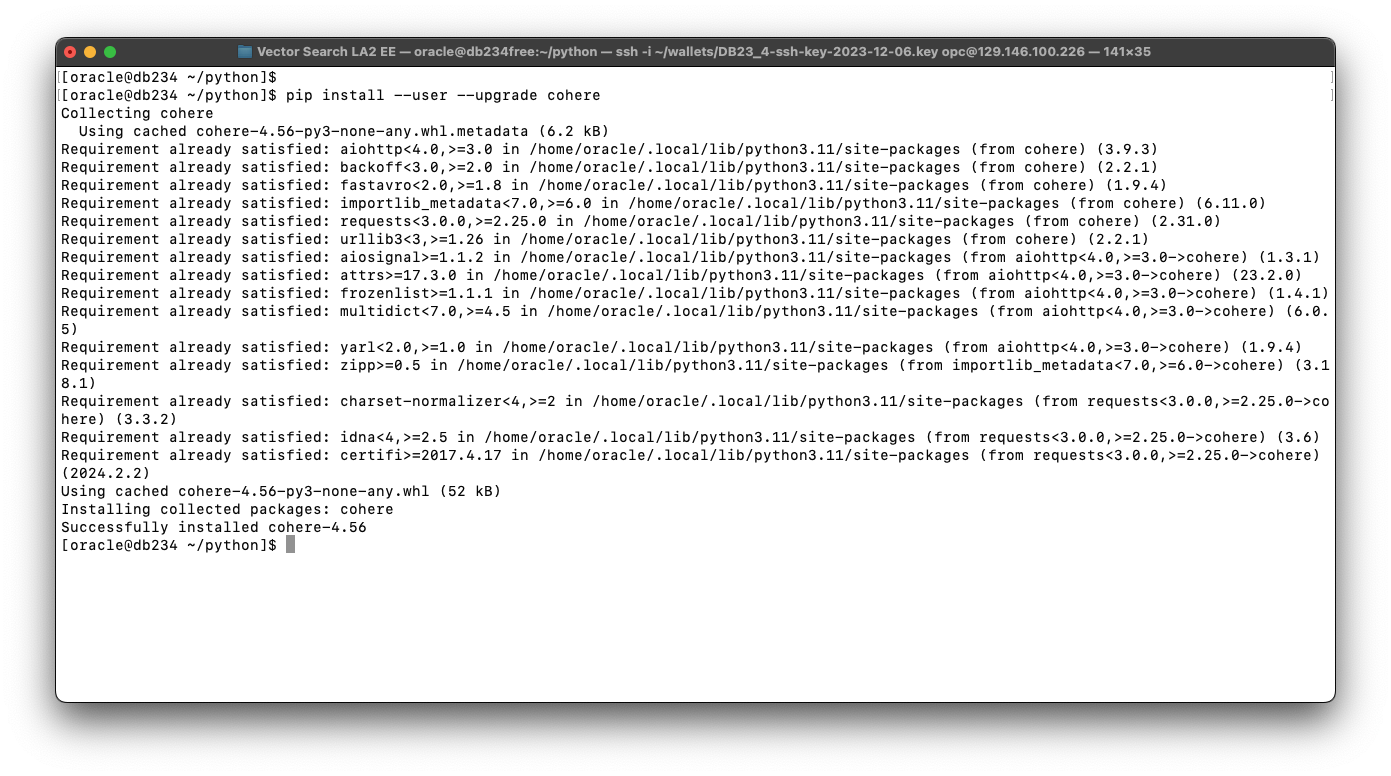 Vector Search LA2 EE — oracle@db234free:~/python — ssh -i ~/wallets/DB23_4-ssh-key-2023-12-06.key opc@129.146.100.226 — 141×35
[[oracle@db234 ~/python]$ ]
[[oracle@db234 ~/python]$ pip install --user --upgrade cohere ]
Collecting cohere
  Using cached cohere-4.56-py3-none-any.whl.metadata (6.2 kB)
Requirement already satisfied: aiohttp<4.0,>=3.0 in /home/oracle/.local/lib/python3.11/site-packages (from cohere) (3.9.3)
Requirement already satisfied: backoff<3.0,>=2.0 in /home/oracle/.local/lib/python3.11/site-packages (from cohere) (2.2.1)
Requirement already satisfied: fastavro<2.0,>=1.8 in /home/oracle/.local/lib/python3.11/site-packages (from cohere) (1.9.4)
Requirement already satisfied: importlib_metadata<7.0,>=6.0 in /home/oracle/.local/lib/python3.11/site-packages (from cohere) (6.11.0)
Requirement already satisfied: requests<3.0.0,>=2.25.0 in /home/oracle/.local/lib/python3.11/site-packages (from cohere) (2.31.0)
Requirement already satisfied: urllib3<3,>=1.26 in /home/oracle/.local/lib/python3.11/site-packages (from cohere) (2.2.1)
Requirement already satisfied: aiosignal>=1.1.2 in /home/oracle/.local/lib/python3.11/site-packages (from aiohttp<4.0,>=3.0->cohere) (1.3.1)
Requirement already satisfied: attrs>=17.3.0 in /home/oracle/.local/lib/python3.11/site-packages (from aiohttp<4.0,>=3.0->cohere) (23.2.0)
Requirement already satisfied: frozenlist>=1.1.1 in /home/oracle/.local/lib/python3.11/site-packages (from aiohttp<4.0,>=3.0->cohere) (1.4.1)
Requirement already satisfied: multidict<7.0,>=4.5 in /home/oracle/.local/lib/python3.11/site-packages (from aiohttp<4.0,>=3.0->cohere) (6.0.
5)
Requirement already satisfied: yarl<2.0,>=1.0 in /home/oracle/.local/lib/python3.11/site-packages (from aiohttp<4.0,>=3.0->cohere) (1.9.4)
Requirement already satisfied: zipp>=0.5 in /home/oracle/.local/lib/python3.11/site-packages (from importlib_metadata<7.0,>=6.0->cohere) (3.1
8.1)
Requirement already satisfied: charset-normalizer<4,>=2 in /home/oracle/.local/lib/python3.11/site-packages (from requests<3.0.0,>=2.25.0->co
here) (3.3.2)
Requirement already satisfied: idna<4,>=2.5 in /home/oracle/.local/lib/python3.11/site-packages (from requests<3.0.0,>=2.25.0->cohere) (3.6)
Requirement already satisfied: certifi>=2017.4.17 in /home/oracle/.local/lib/python3.11/site-packages (from requests<3.0.0,>=2.25.0->cohere)
(2024.2.2)
Using cached cohere-4.56-py3-none-any.whl (52 kB)
Installing collected packages: cohere
Successfully installed cohere-4.56
[oracle@db234 ~/python]$